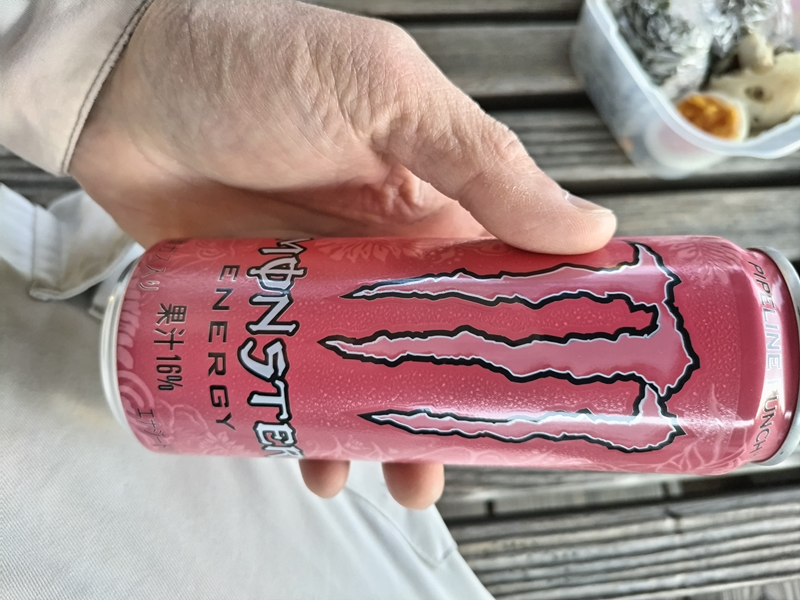 PIPELINE PUNCH
MONSTER
ENERGY
果汁16%